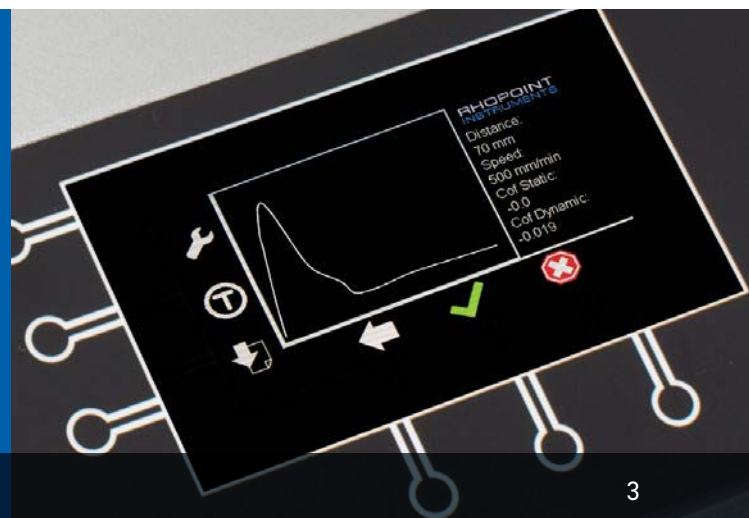 RHOPOINT
INSTRUMENTS
Distance:
70 mm
Speed:
500 mm/min
Cof Static:
-0.0
Cof Dynamic:
-0.019
T
3